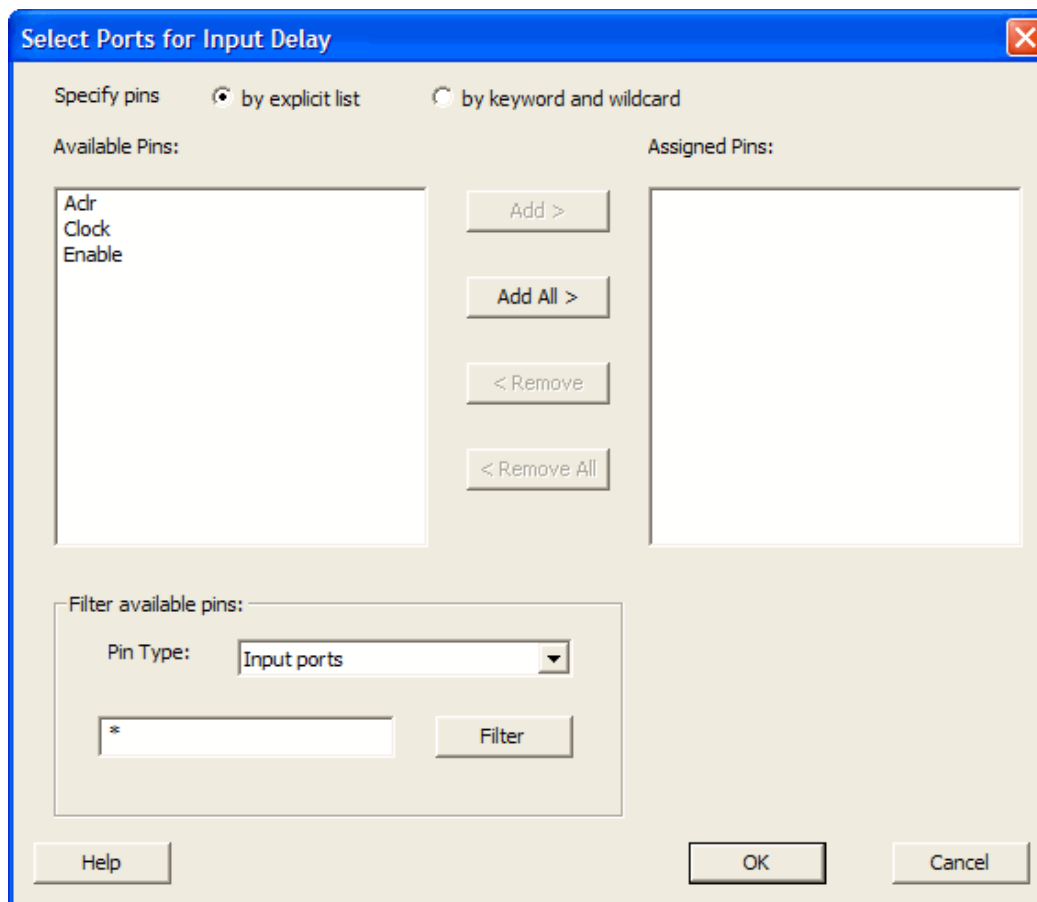 Select Ports for Input Delay
Specify pins by explicit list by keyword and wildcard
Available Pins: Assigned Pins:
Aclr
Clock
Enable
Add >
Add All >
< Remove
< Remove All
Filter available pins:
Pin Type: Input ports
* Filter
Help OK Cancel